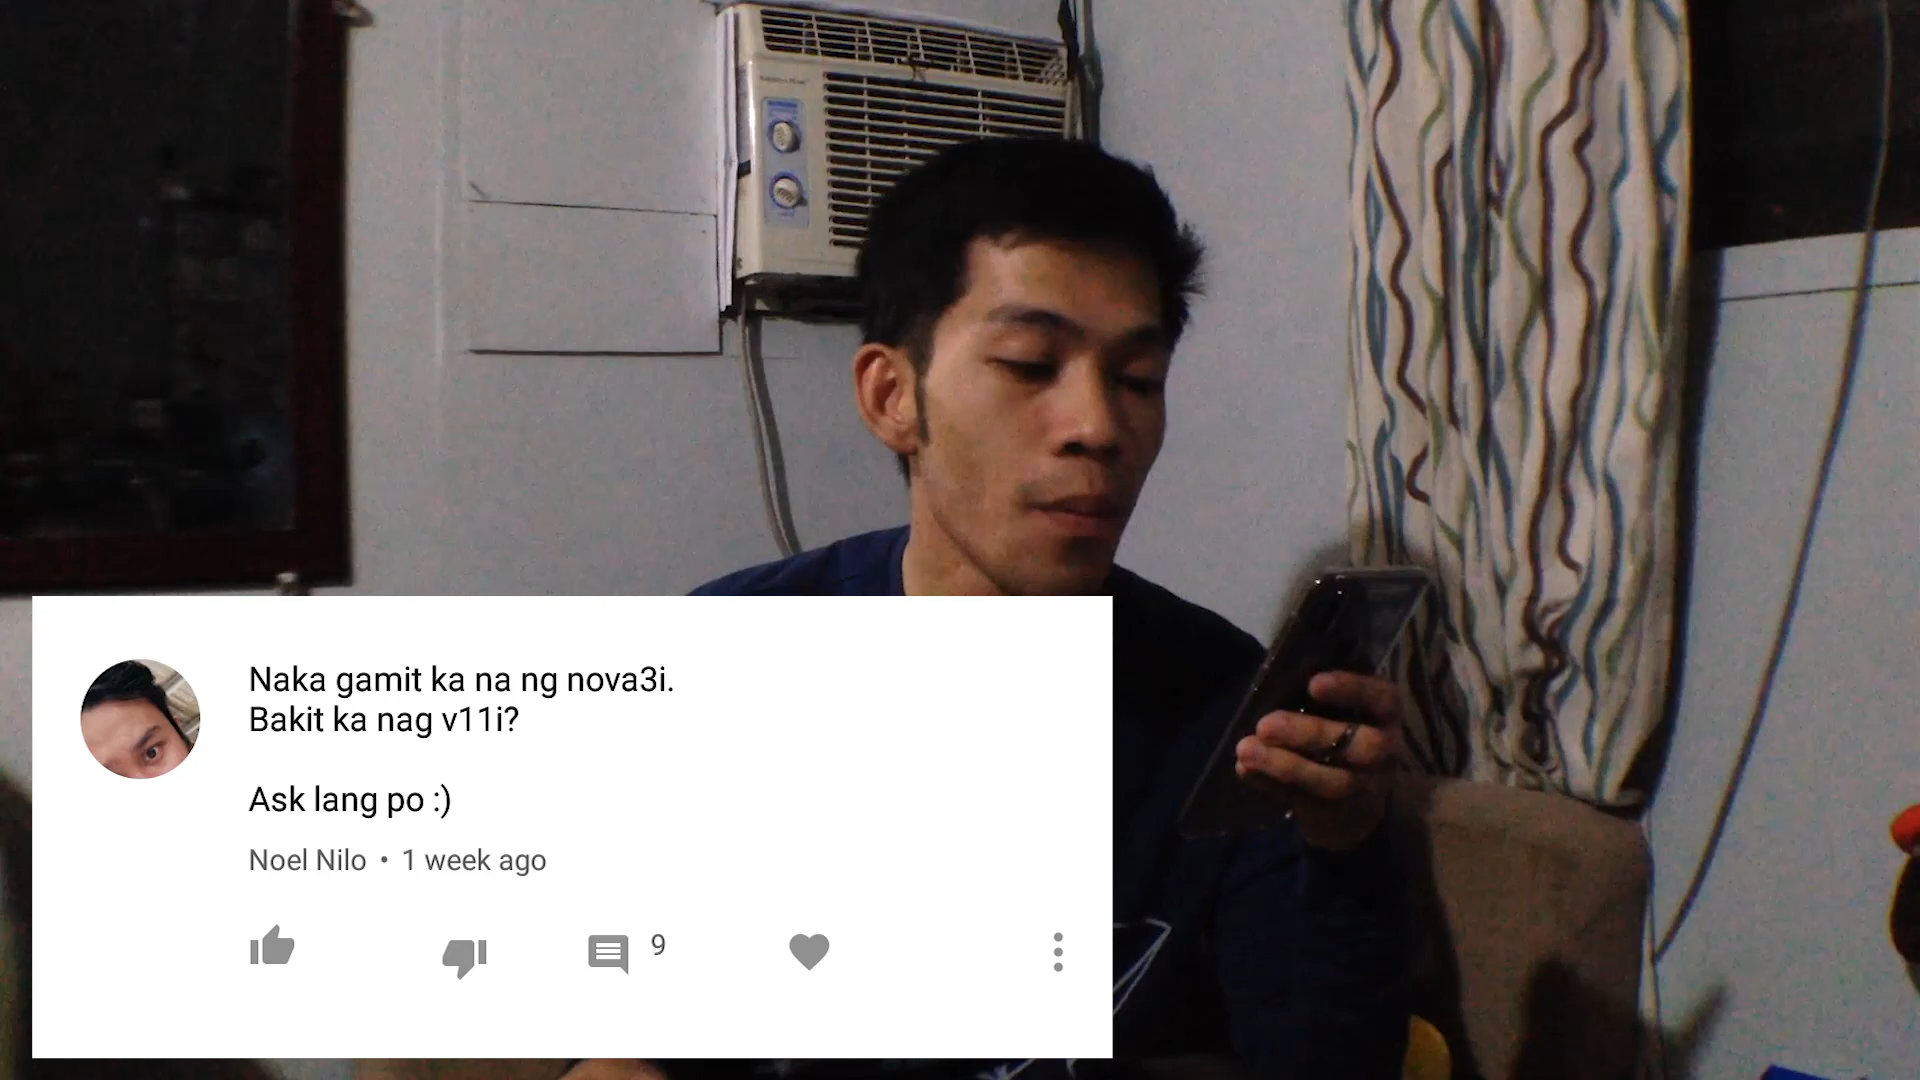 Naka gamit ka na ng nova3i.
Bakit ka nag v11i?
Ask lang po :)
Noel Nilo • 1 week ago
9